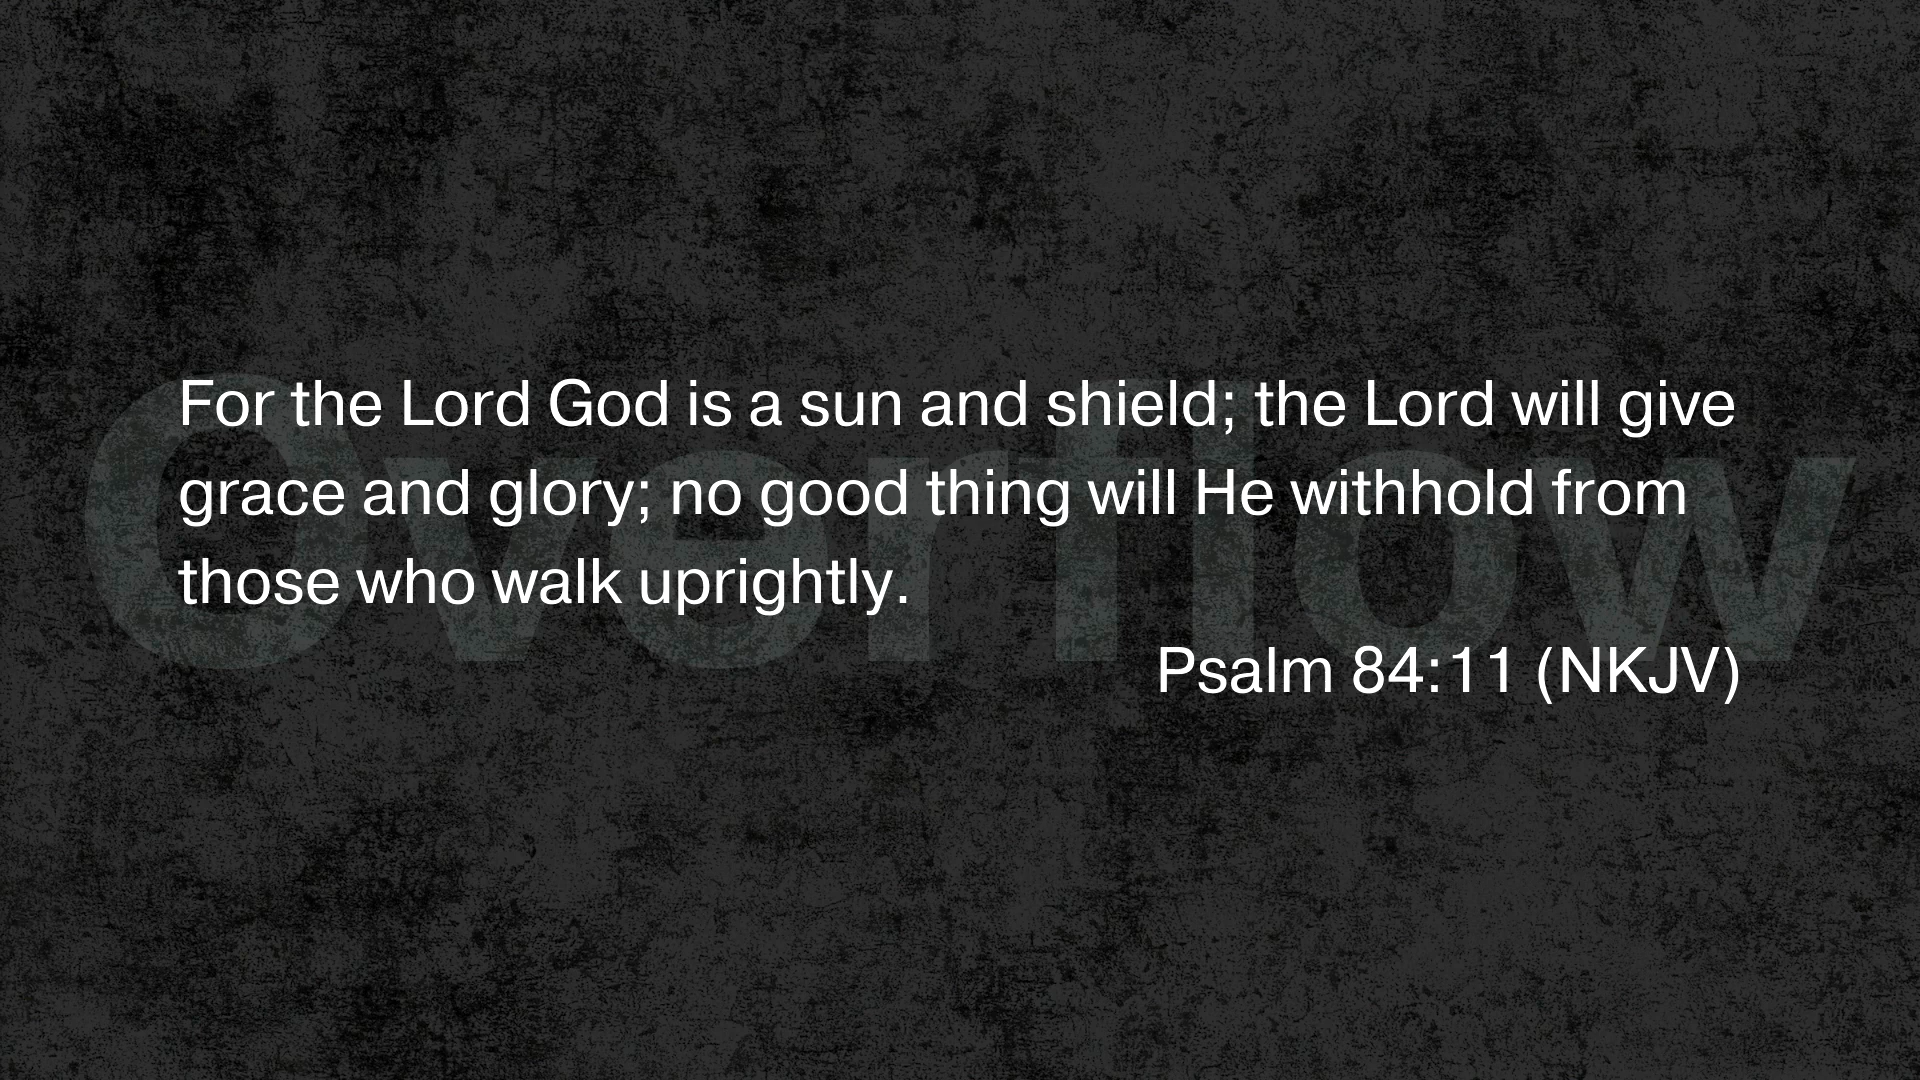 Overflow
For the Lord God is a sun and shield; the Lord will give
grace and glory; no good thing will He withhold from
those who walk uprightly.
Psalm 84:11 (NKJV)